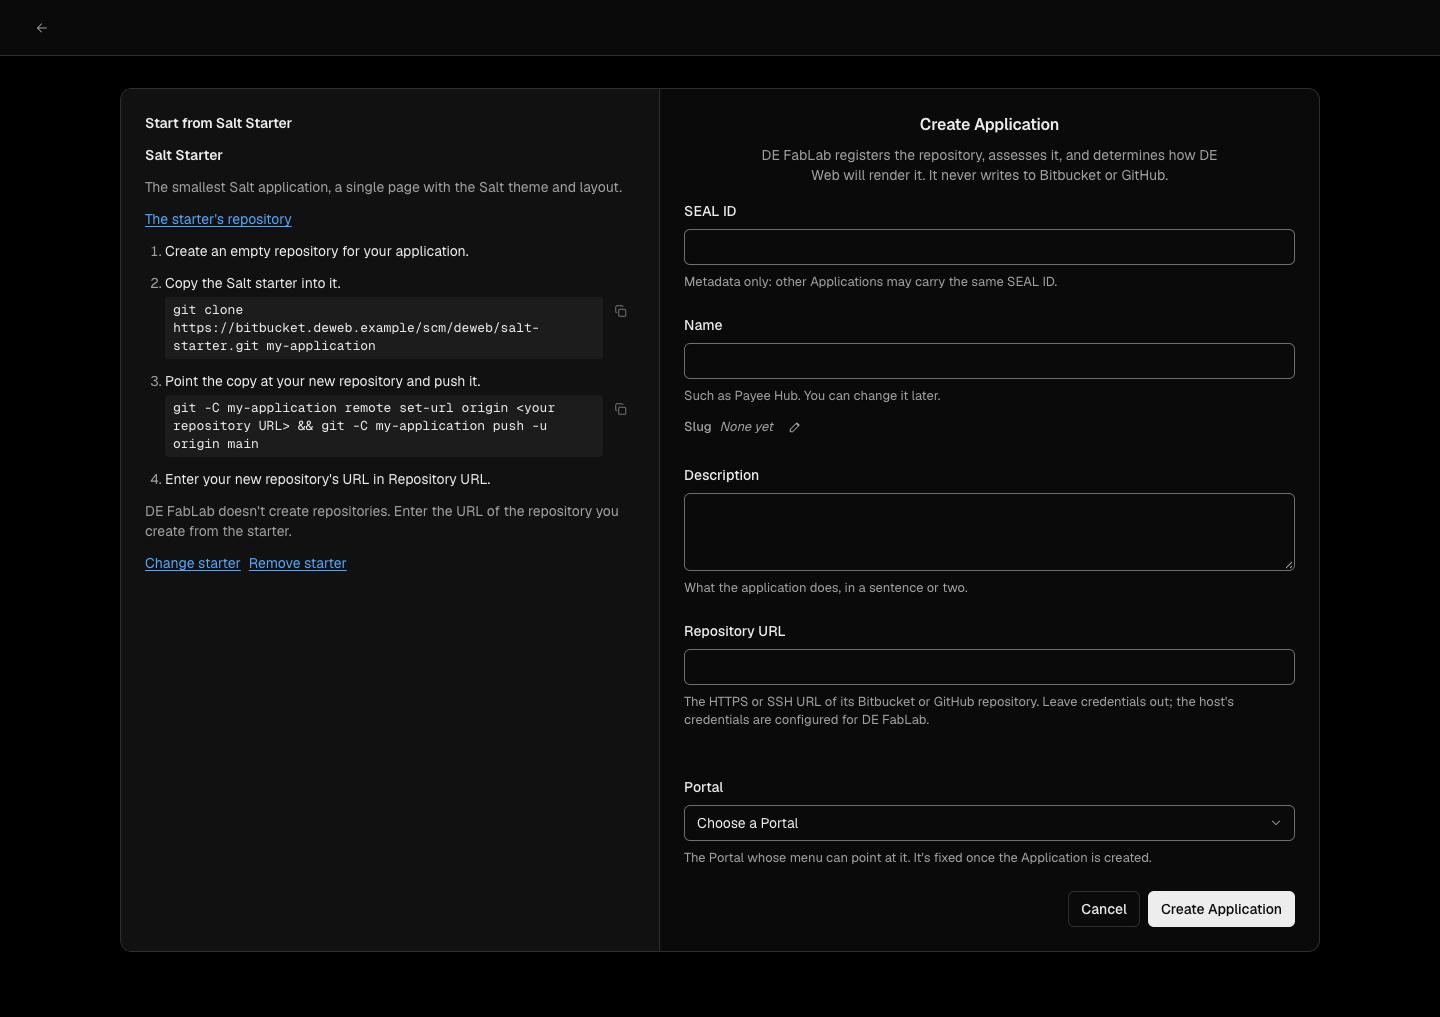 Start from Salt Starter
Salt Starter
The smallest Salt application, a single page with the Salt theme and layout.
The starter's repository
1. Create an empty repository for your application.
2. Copy the Salt starter into it.
git clone
https://bitbucket.deweb.example/scm/deweb/salt-
starter.git my-application
3. Point the copy at your new repository and push it.
git -C my-application remote set-url origin <your
repository URL> && git -C my-application push -u
origin main
4. Enter your new repository's URL in Repository URL.
DE FabLab doesn't create repositories. Enter the URL of the repository you
create from the starter.
Change starter Remove starter
Create Application
DE FabLab registers the repository, assesses it, and determines how DE
Web will render it. It never writes to Bitbucket or GitHub.
SEAL ID
Metadata only: other Applications may carry the same SEAL ID.
Name
Such as Payee Hub. You can change it later.
Slug None yet
Description
What the application does, in a sentence or two.
Repository URL
The HTTPS or SSH URL of its Bitbucket or GitHub repository. Leave credentials out; the host's
credentials are configured for DE FabLab.
Portal
Choose a Portal
The Portal whose menu can point at it. It's fixed once the Application is created.
Cancel Create Application